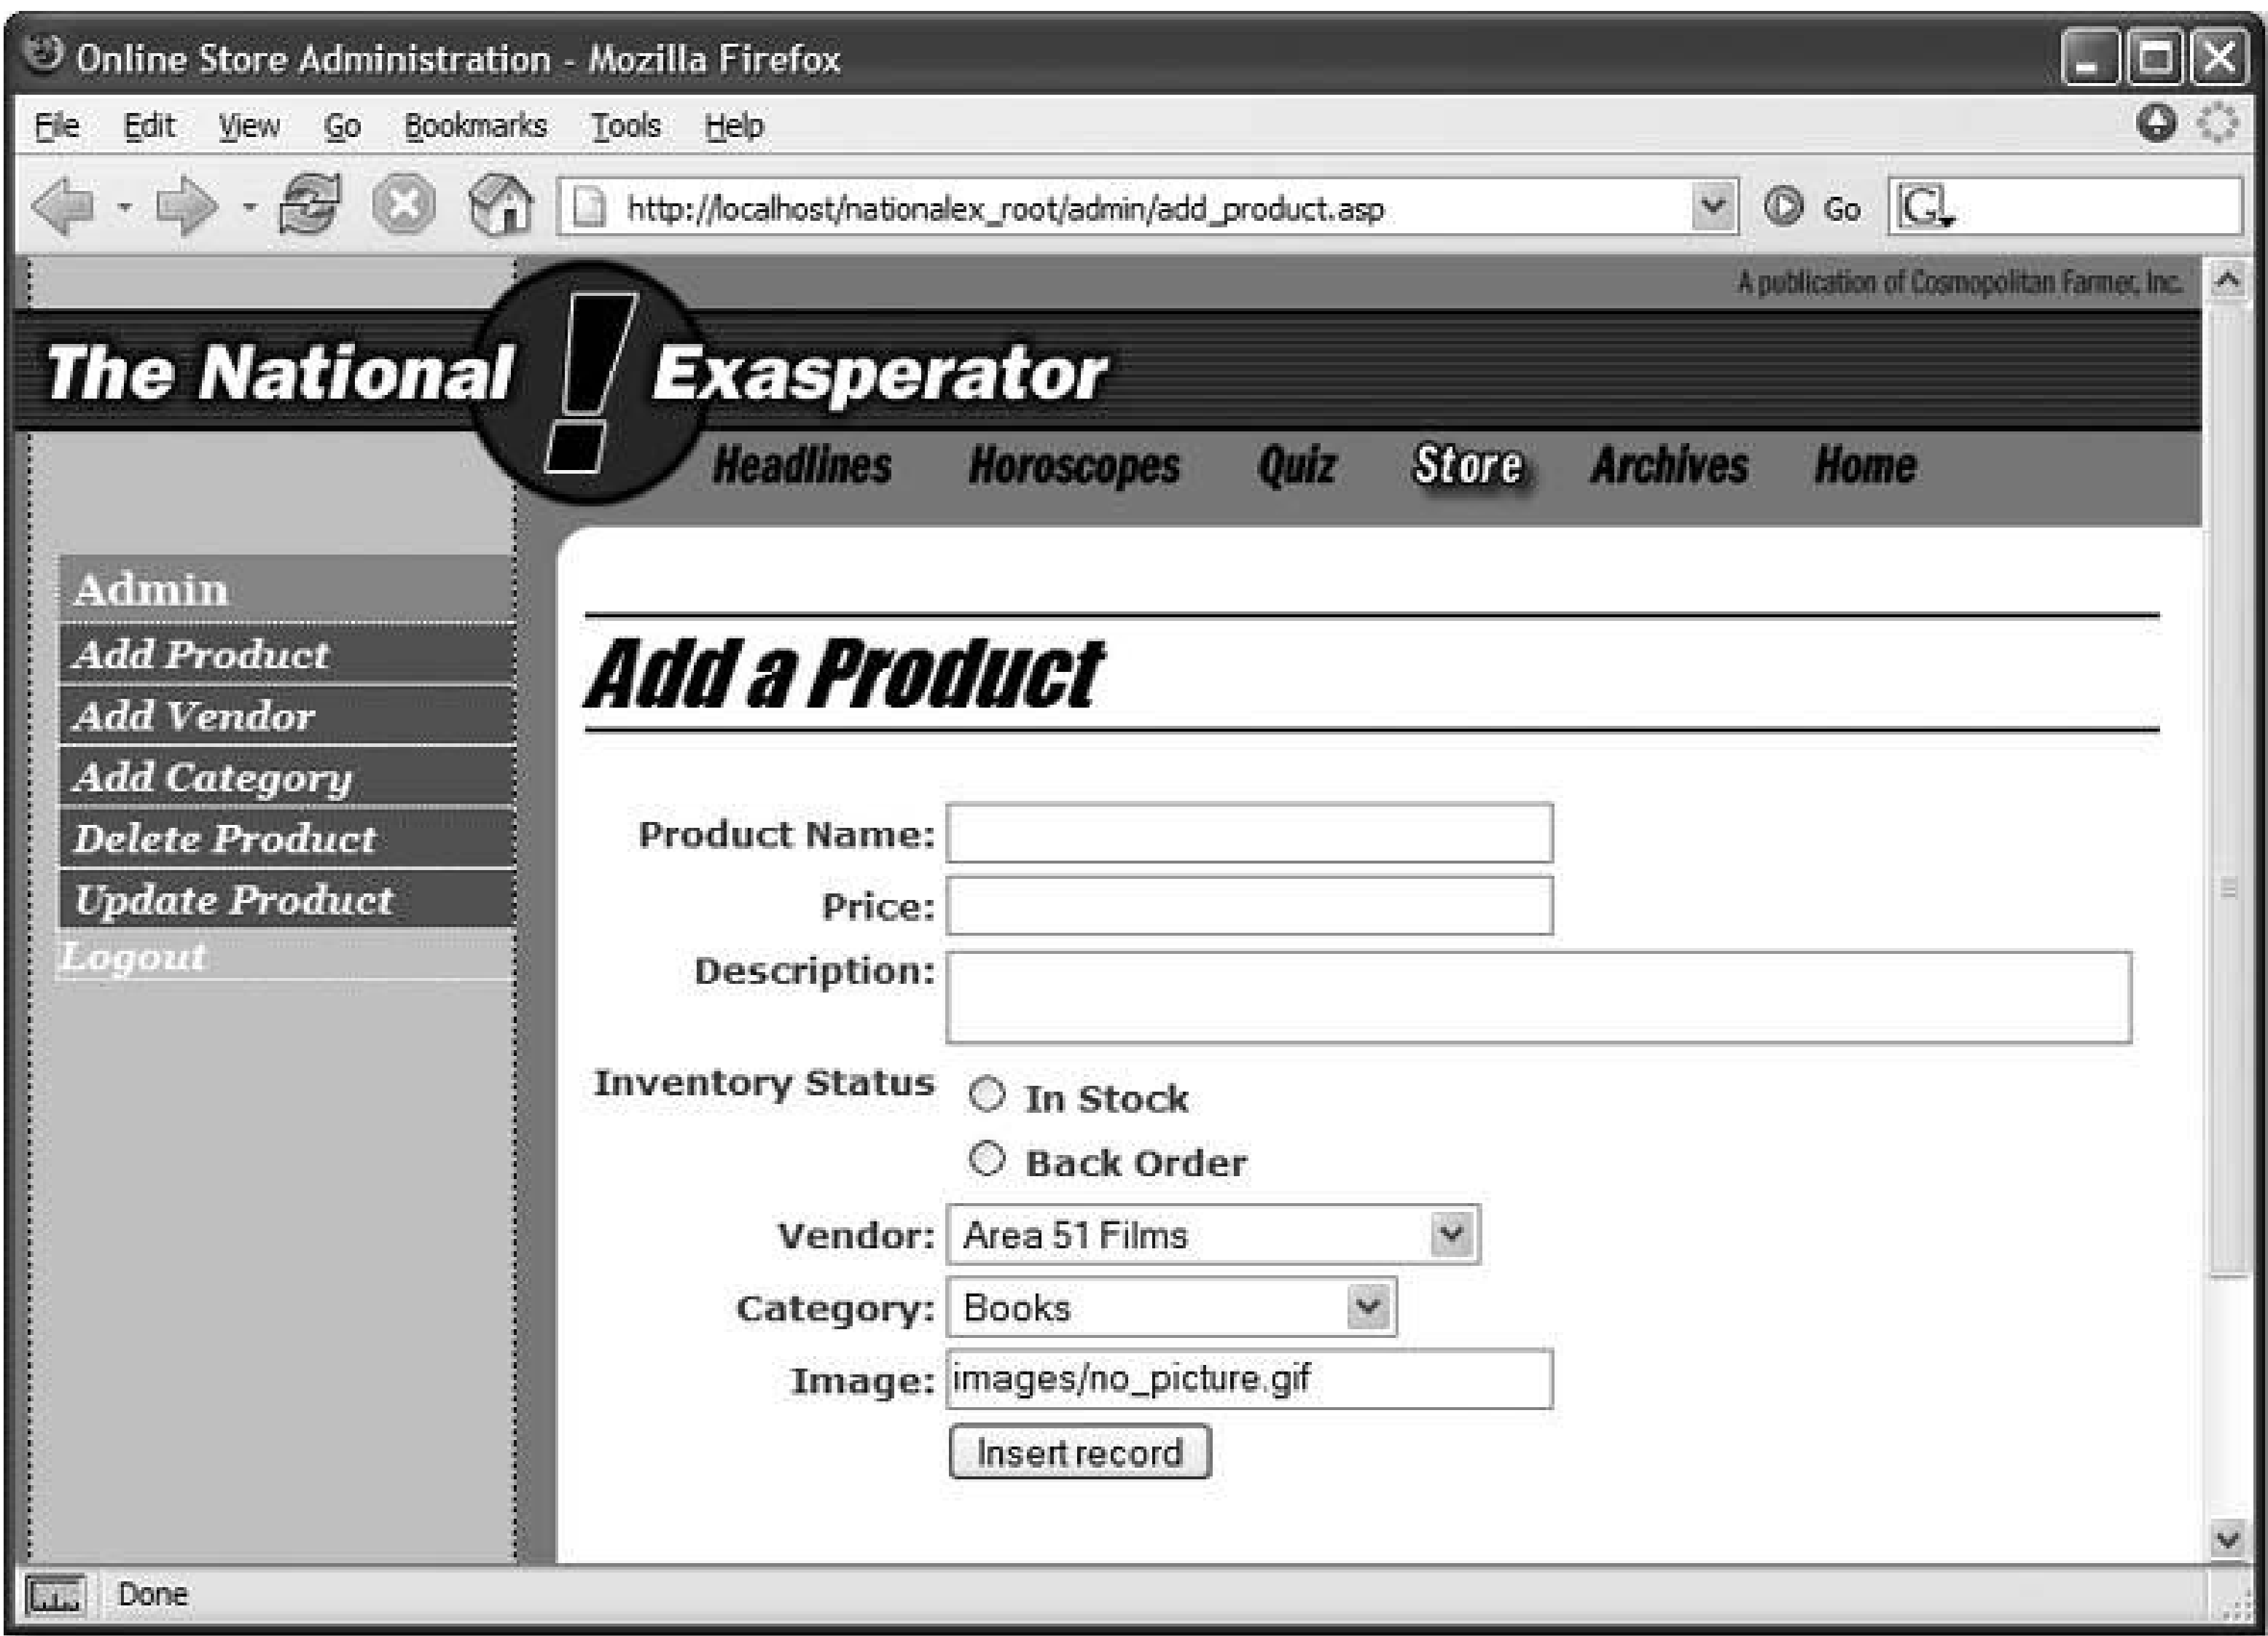 Online Store Administration - Mozilla Firefox
File Edit View Go Bookmarks Tools Help
http://localhost/nationalex_root/admin/add_product.asp Go G
A publication of Cosmopolitan Farmer, Inc.
The National ! Exasperator
Headlines Horoscopes Quiz Store Archives Home
Admin
Add Product
Add Vendor
Add Category
Delete Product
Update Product
Logout
Add a Product
Product Name:
Price:
Description:
Inventory Status
In Stock
Back Order
Vendor: Area 51 Films
Category: Books
Image: images/no_picture.gif
Insert record
Done